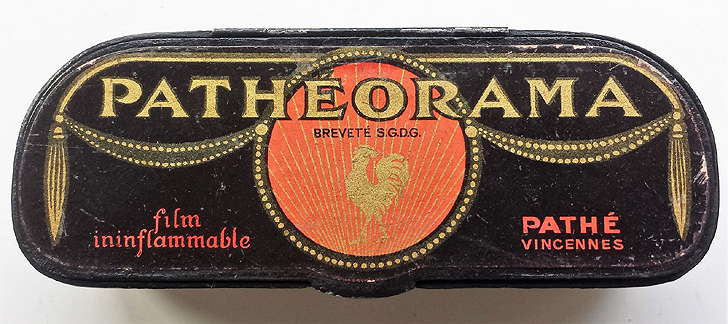 PATHÉORAMA
BREVETÉ S.G.D.G.
film
ininflammable
PATHÉ
VINCENNES